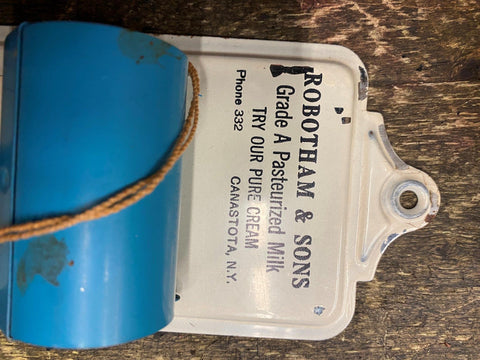 ROBOTHAM & SONS
Grade A Pasteurized Milk
TRY OUR PURE CREAM
Phone 332 CANASTOTA, N.Y.